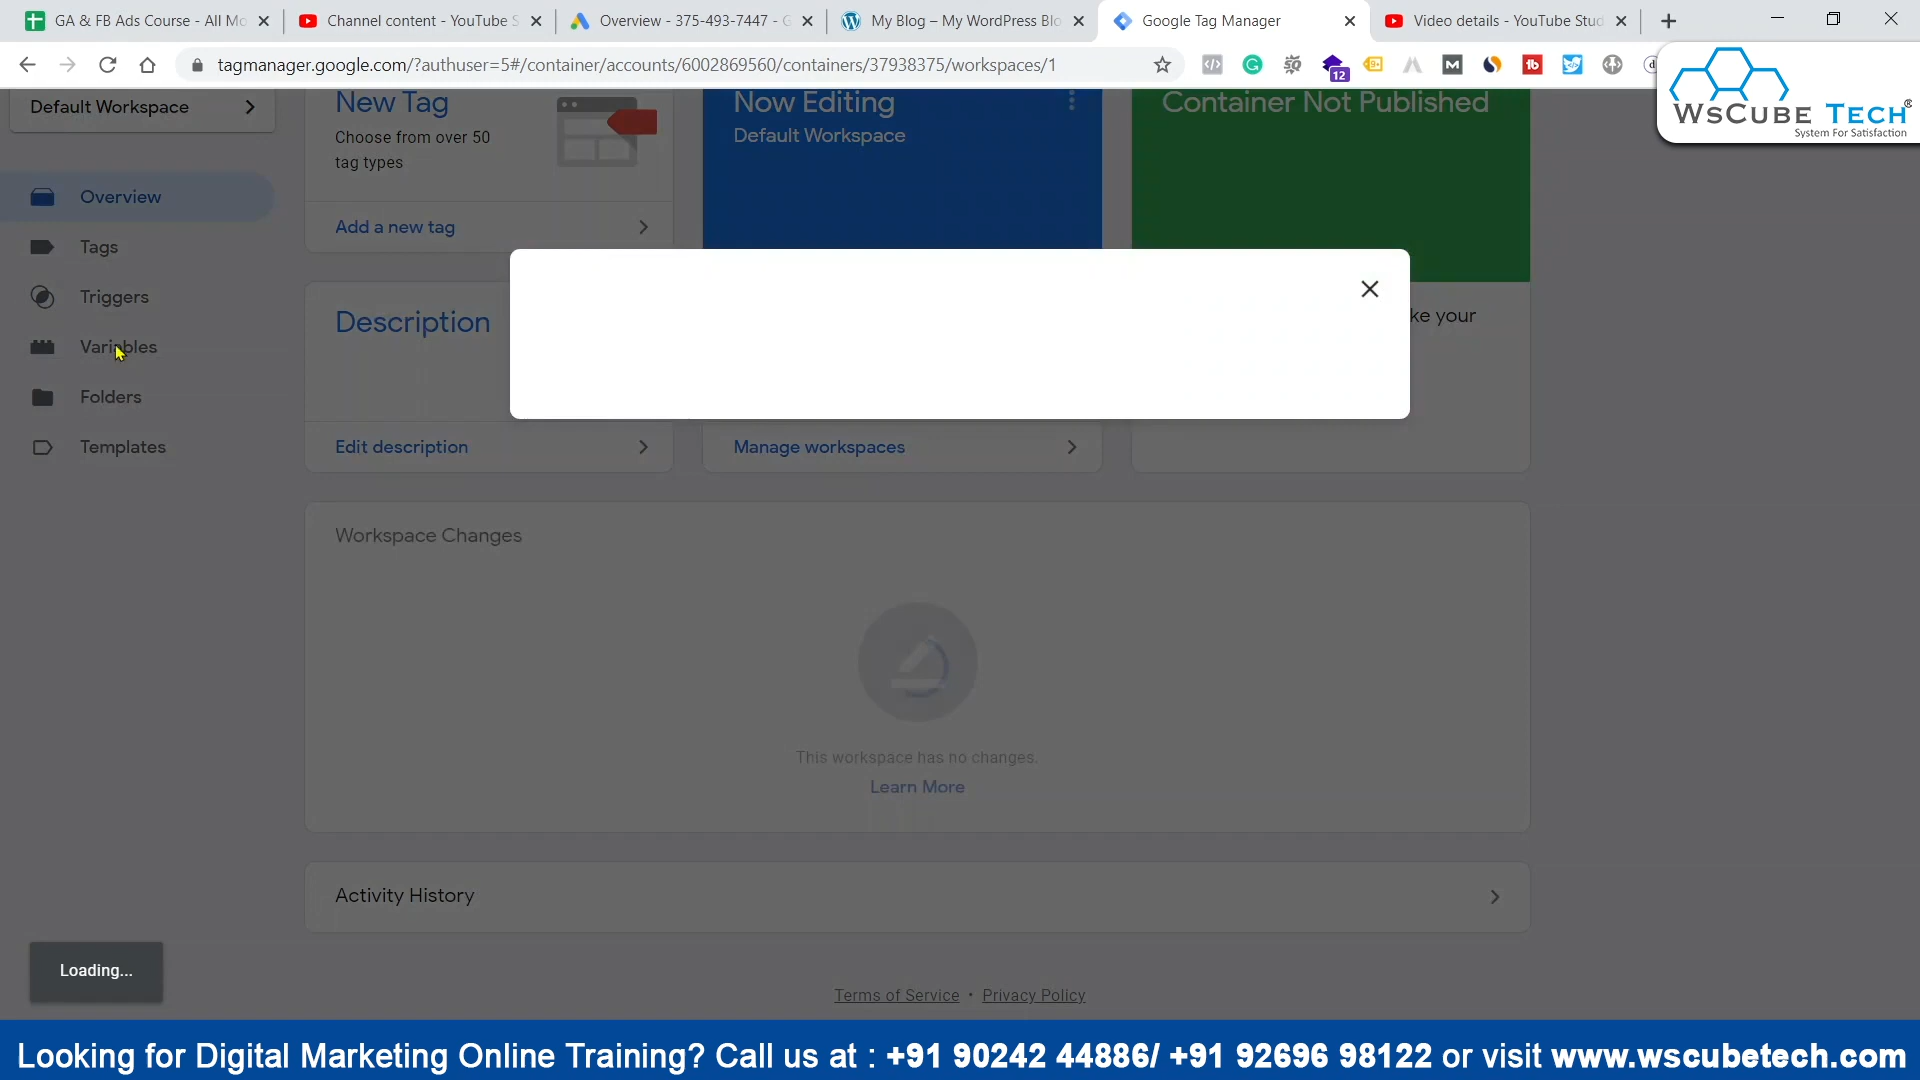 GA & FB Ads Course - All Mo
Channel content - YouTube S
Overview - 375-493-7447 - G
My Blog – My WordPress Blo
Google Tag Manager
Video details - YouTube Stud
tagmanager.google.com/?authuser=5#/container/accounts/6002869560/containers/37938375/workspaces/1
12
WsCube Tech®
System For Satisfaction
Default Workspace
Overview
Tags
Triggers
Variables
Folders
Templates
New Tag
Choose from over 50
tag types
Add a new tag
Now Editing
Default Workspace
Container Not Published
Description
ke your
Edit description
Manage workspaces
Workspace Changes
This workspace has no changes.
Learn More
Activity History
Loading...
Terms of Service • Privacy Policy
Looking for Digital Marketing Online Training? Call us at : +91 90242 44886/ +91 92696 98122 or visit www.wscubetech.com